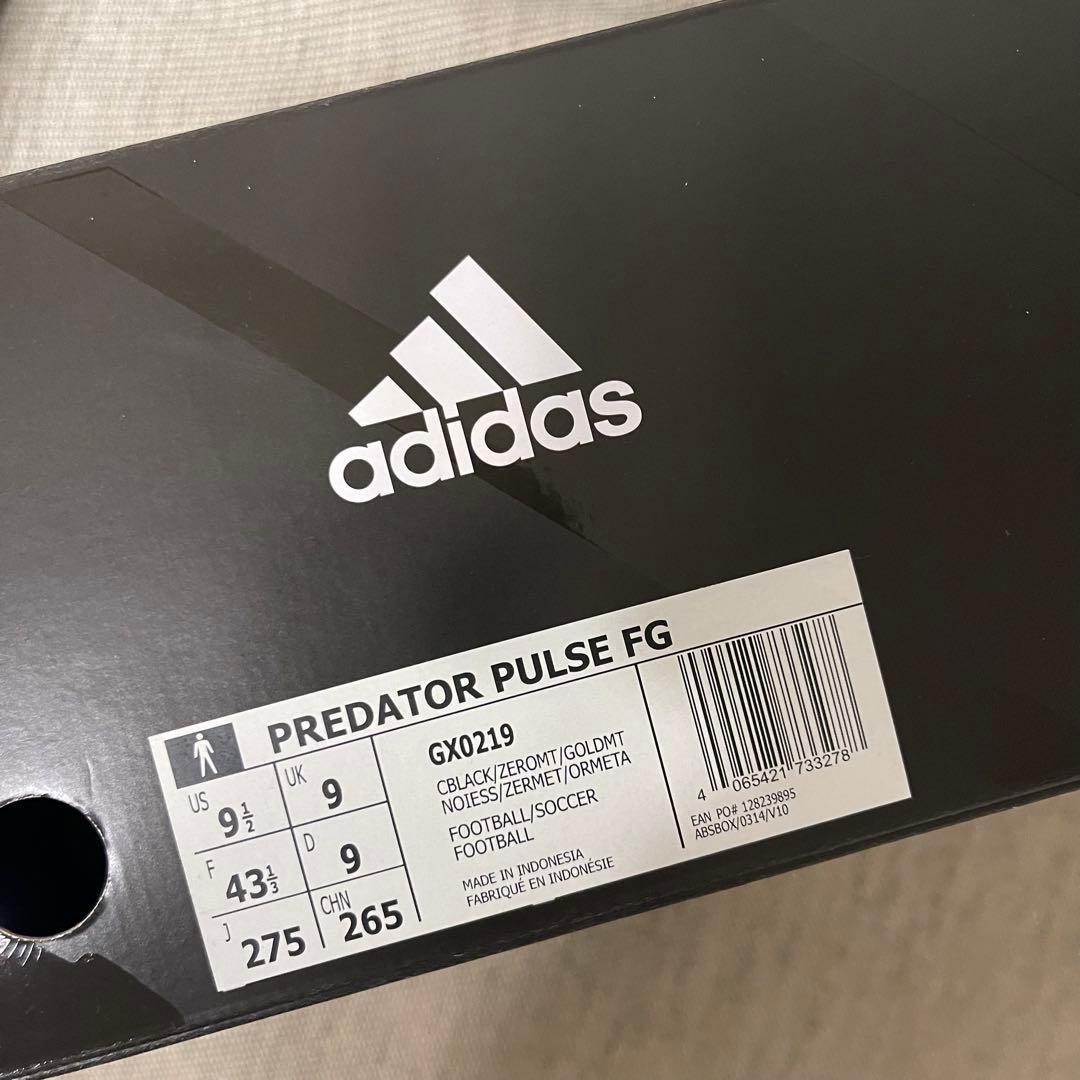 adidas
PREDATOR PULSE FG
US 9½
UK 9
F 43⅓
D 9
J 275
CHN 265
GX0219
CBLACK/ZEROMT/GOLDMT
NOIESS/ZERMET/ORMETA
FOOTBALL/SOCCER
FOOTBALL
MADE IN INDONESIA
FABRIQUÉ EN INDONÉSIE
4 065421 733278
EAN PO# 128239895
ABSBOX/0314/V10